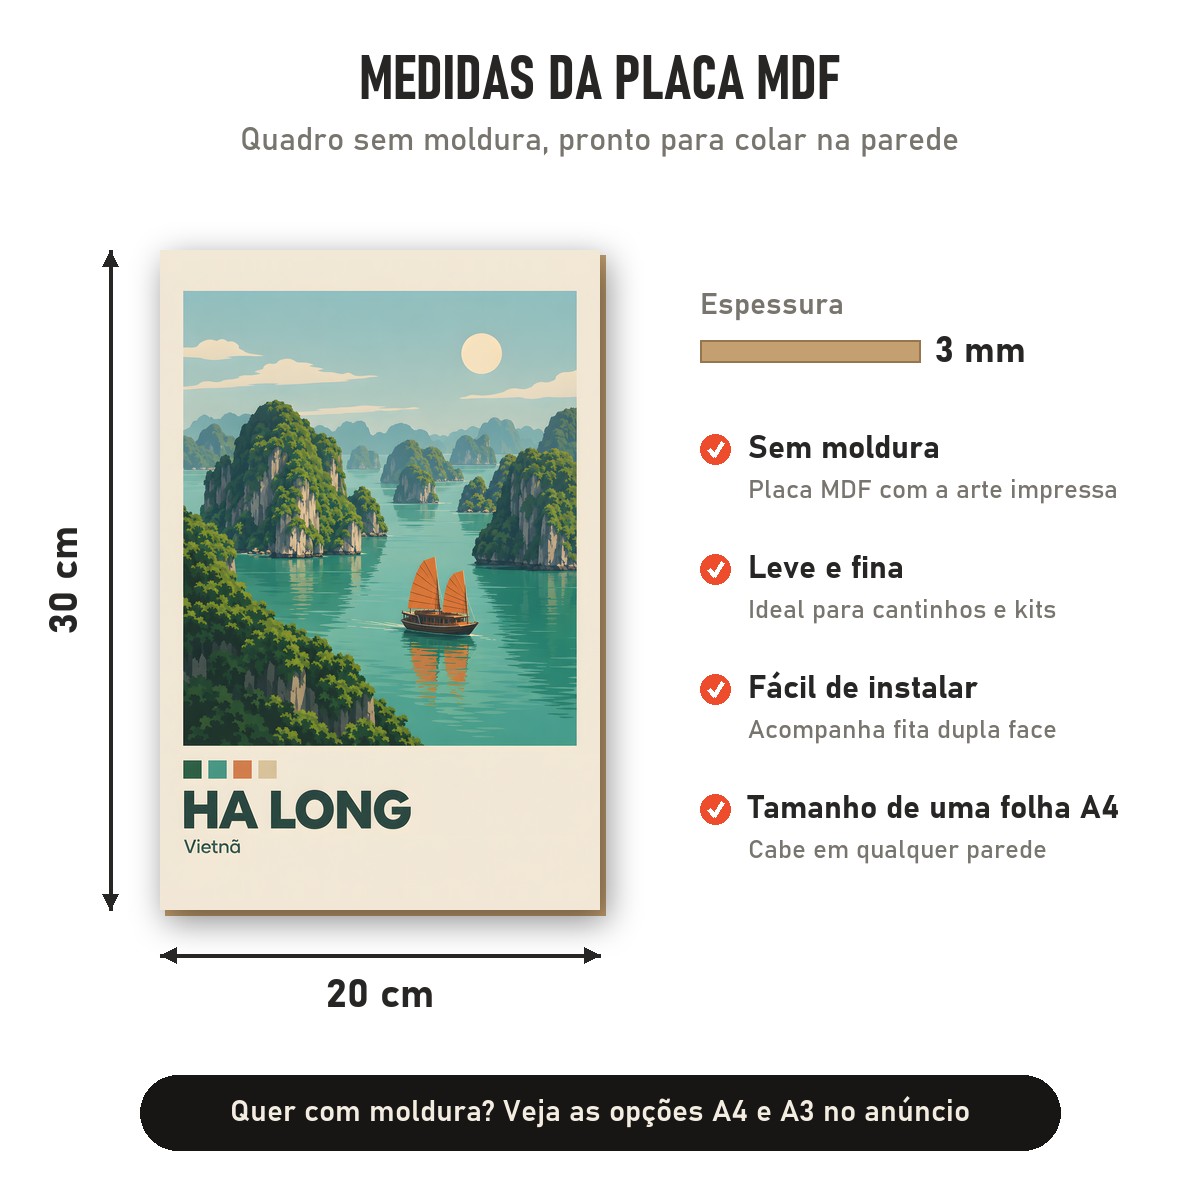 MEDIDAS DA PLACA MDF
Quadro sem moldura, pronto para colar na parede
30 cm
HA LONG
Vietnã
20 cm
Espessura
3 mm
Sem moldura
Placa MDF com a arte impressa
Leve e fina
Ideal para cantinhos e kits
Fácil de instalar
Acompanha fita dupla face
Tamanho de uma folha A4
Cabe em qualquer parede
Quer com moldura? Veja as opções A4 e A3 no anúncio